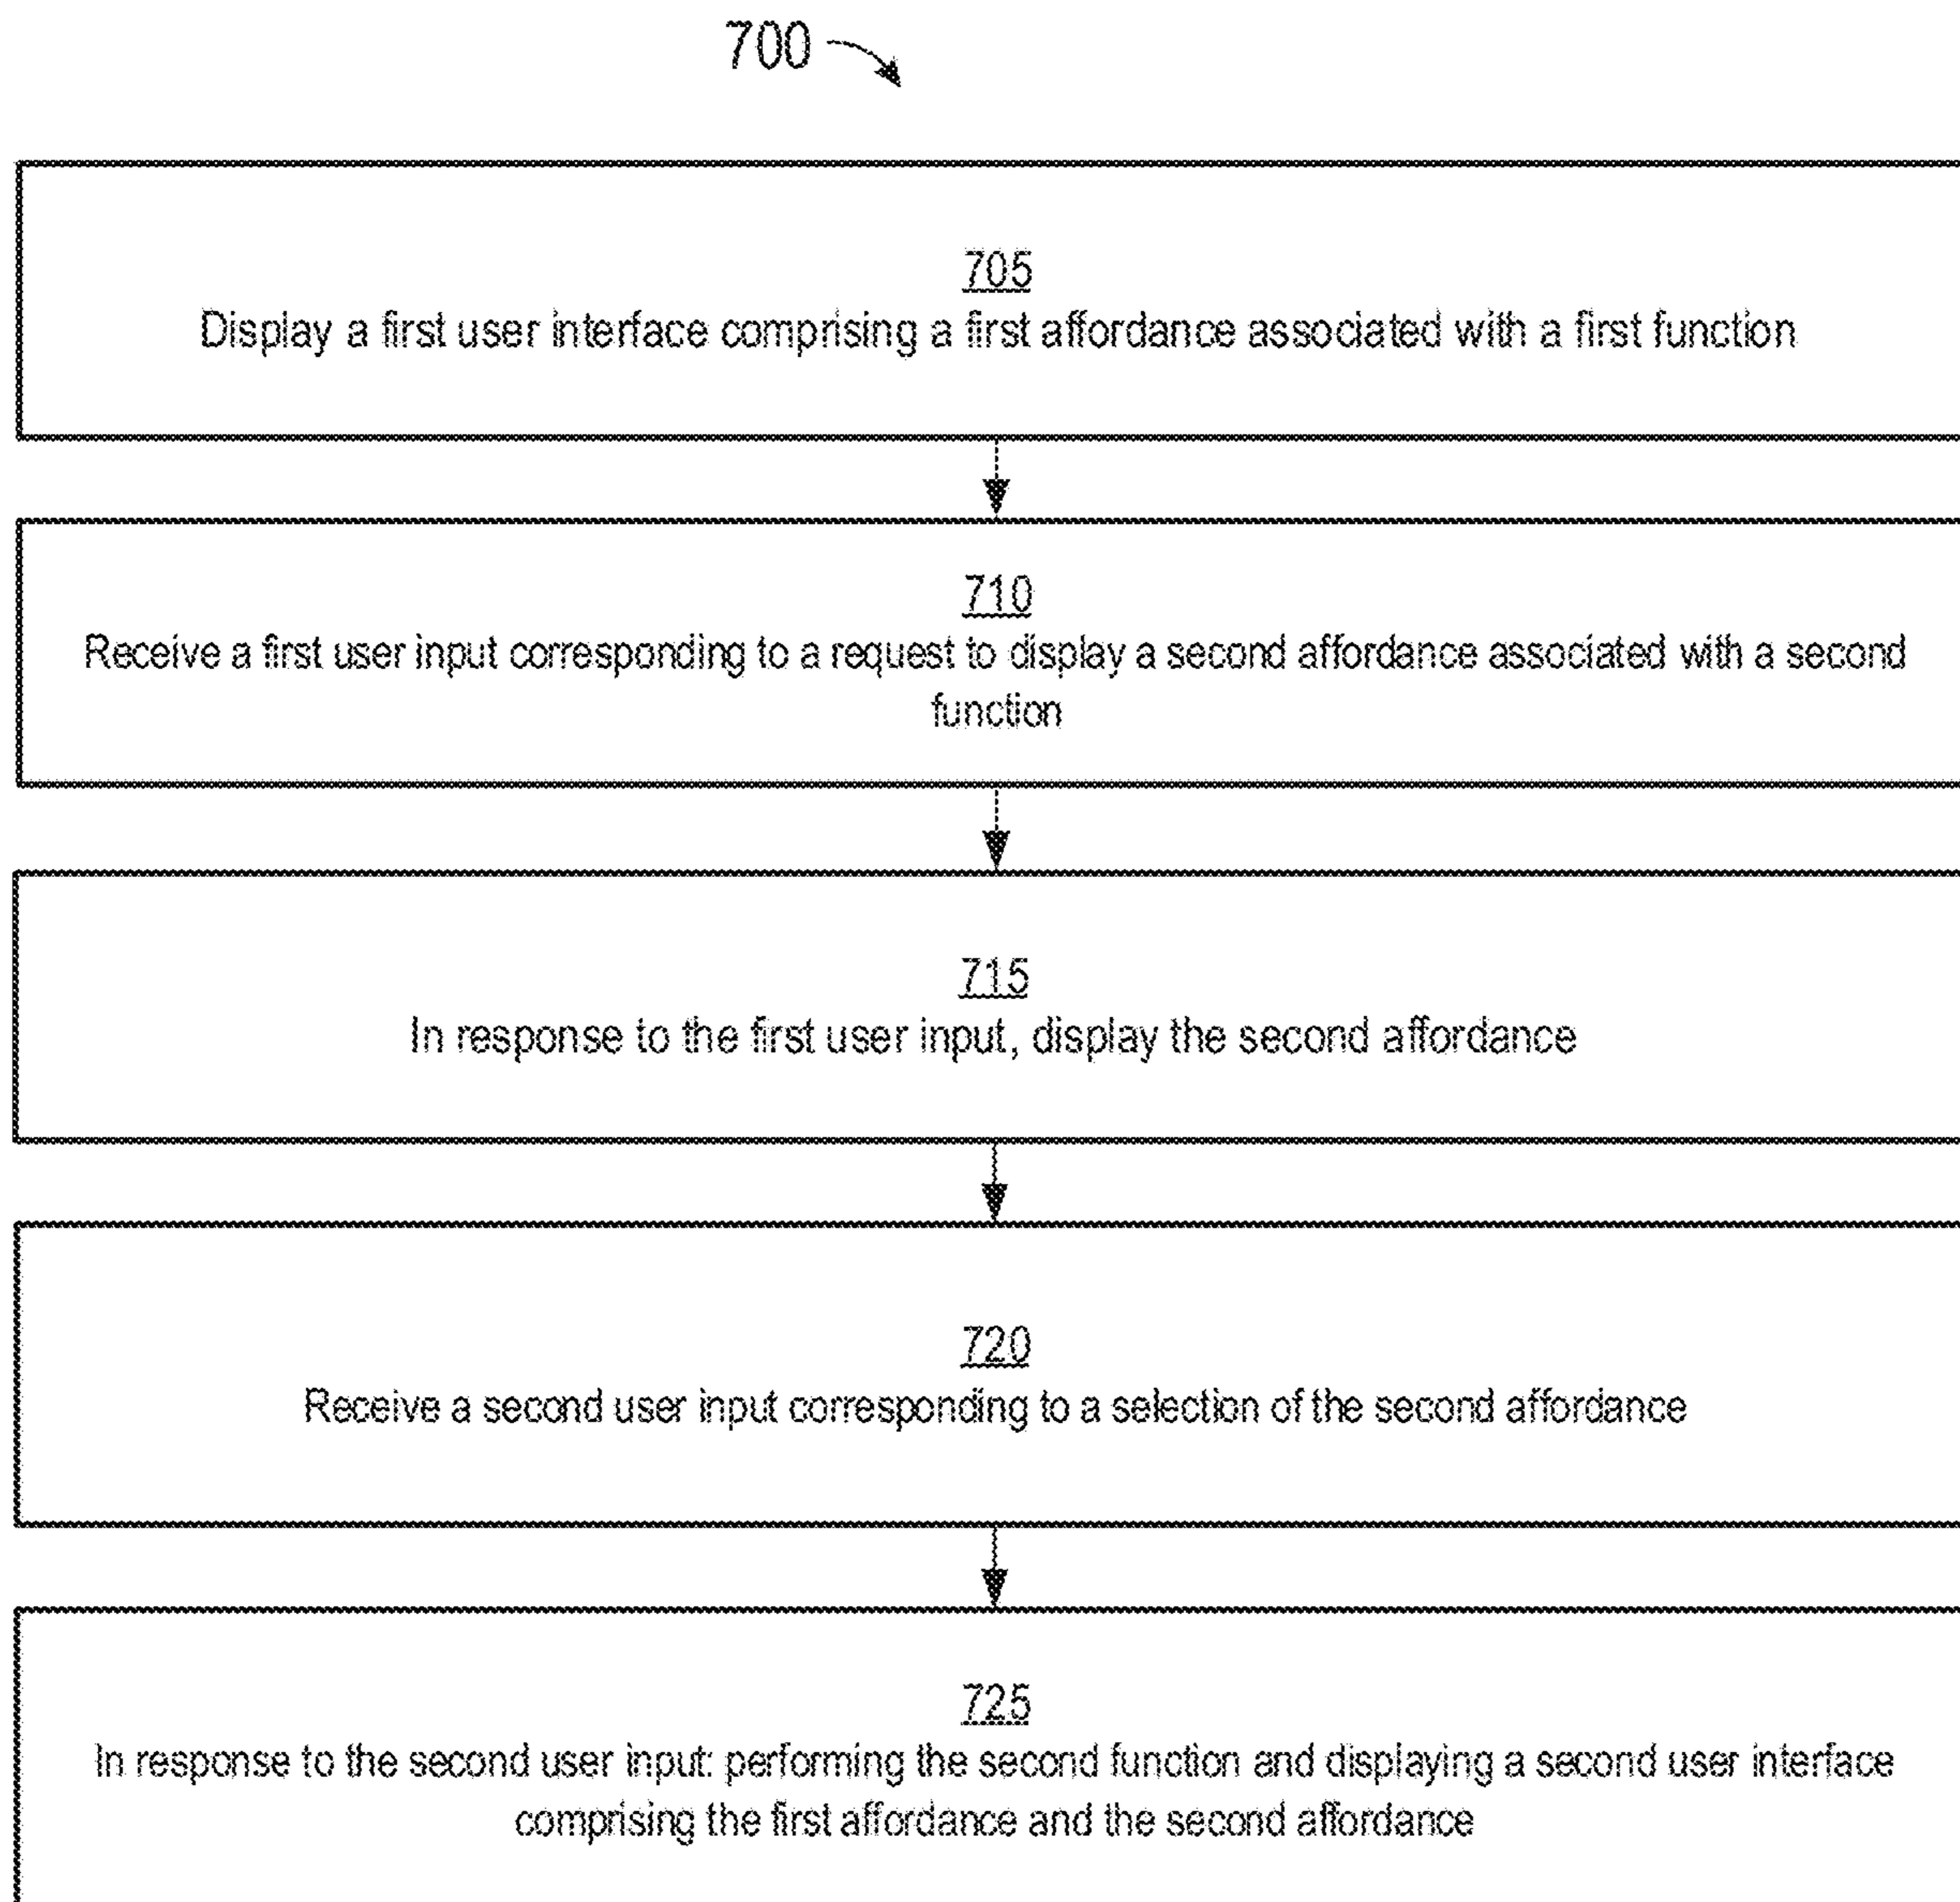 700
705
Display a first user interface comprising a first affordance associated with a first function
710
Receive a first user input corresponding to a request to display a second affordance associated with a second
function
715
In response to the first user input, display the second affordance
720
Receive a second user input corresponding to a selection of the second affordance
725
In response to the second user input: performing the second function and displaying a second user interface
comprising the first affordance and the second affordance